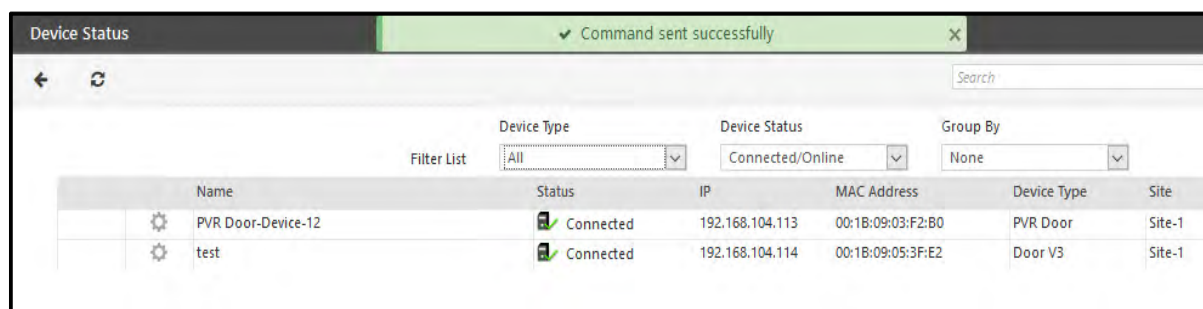 Device Status
✔ Command sent successfully ×
Search
Device Type Device Status Group By
Filter List All Connected/Online None
Name Status IP MAC Address Device Type Site
PVR Door-Device-12 Connected 192.168.104.113 00:1B:09:03:F2:B0 PVR Door Site-1
test Connected 192.168.104.114 00:1B:09:05:3F:E2 Door V3 Site-1